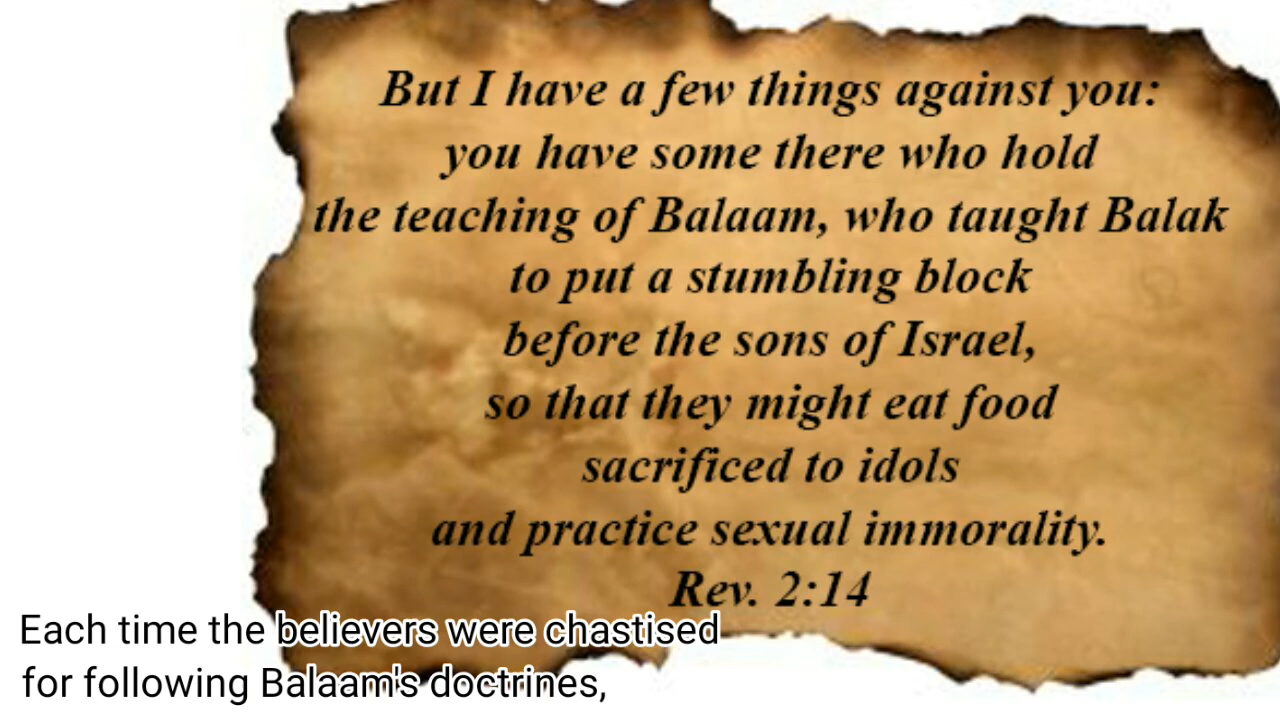 But I have a few things against you:
you have some there who hold
the teaching of Balaam, who taught Balak
to put a stumbling block
before the sons of Israel,
so that they might eat food
sacrificed to idols
and practice sexual immorality.
Rev. 2:14
Each time the believers were chastised
for following Balaam's doctrines,